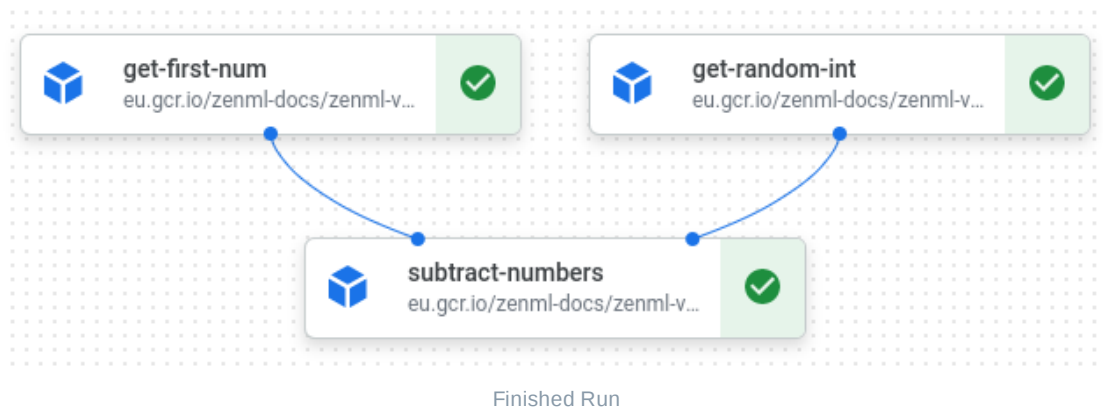 get-first-num
eu.gcr.io/zenml-docs/zenml-v...
get-random-int
eu.gcr.io/zenml-docs/zenml-v...
subtract-numbers
eu.gcr.io/zenml-docs/zenml-v...
Finished Run